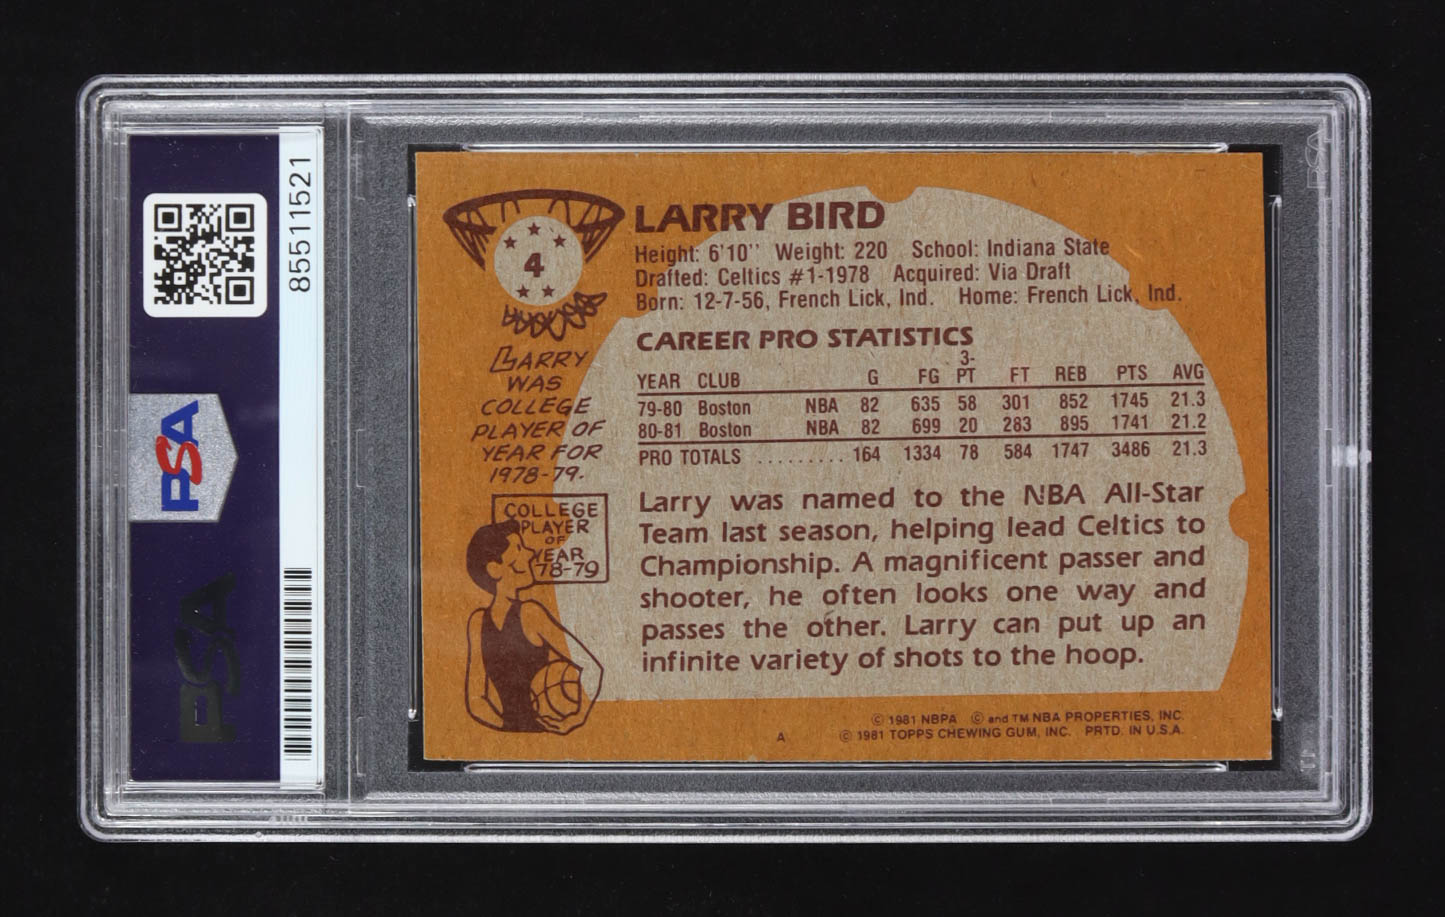 85511521
PSA
PSA
4
LARRY BIRD
Height: 6'10'' Weight: 220 School: Indiana State
Drafted: Celtics #1-1978 Acquired: Via Draft
Born: 12-7-56, French Lick, Ind. Home: French Lick, Ind.
LARRY
WAS
COLLEGE
PLAYER OF
YEAR FOR
1978-79.
COLLEGE
PLAYER
OF
YEAR
78-79
CAREER PRO STATISTICS
YEAR CLUB G FG 3-PT FT REB PTS AVG
79-80 Boston NBA 82 635 58 301 852 1745 21.3
80-81 Boston NBA 82 699 20 283 895 1741 21.2
PRO TOTALS ......... 164 1334 78 584 1747 3486 21.3
Larry was named to the NBA All-Star
Team last season, helping lead Celtics to
Championship. A magnificent passer and
shooter, he often looks one way and
passes the other. Larry can put up an
infinite variety of shots to the hoop.
© 1981 NBPA © and TM NBA PROPERTIES, INC.
A © 1981 TOPPS CHEWING GUM, INC. PRTD. IN U.S.A.